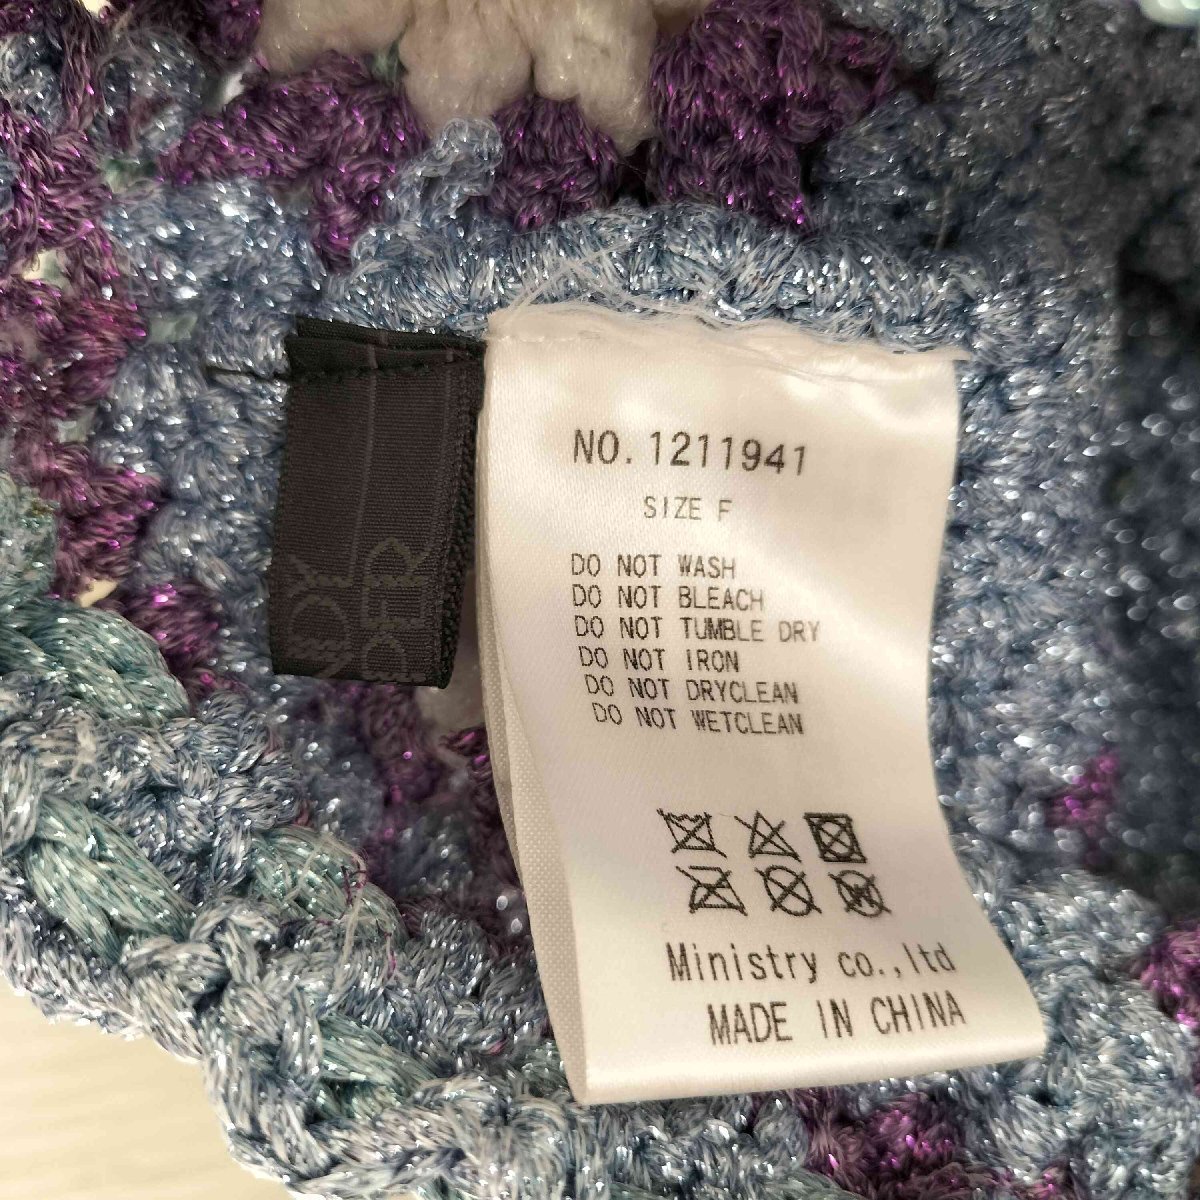 NO. 1211941
SIZE F
DO NOT WASH
DO NOT BLEACH
DO NOT TUMBLE DRY
DO NOT IRON
DO NOT DRYCLEAN
DO NOT WETCLEAN
Ministry co.,ltd
MADE IN CHINA